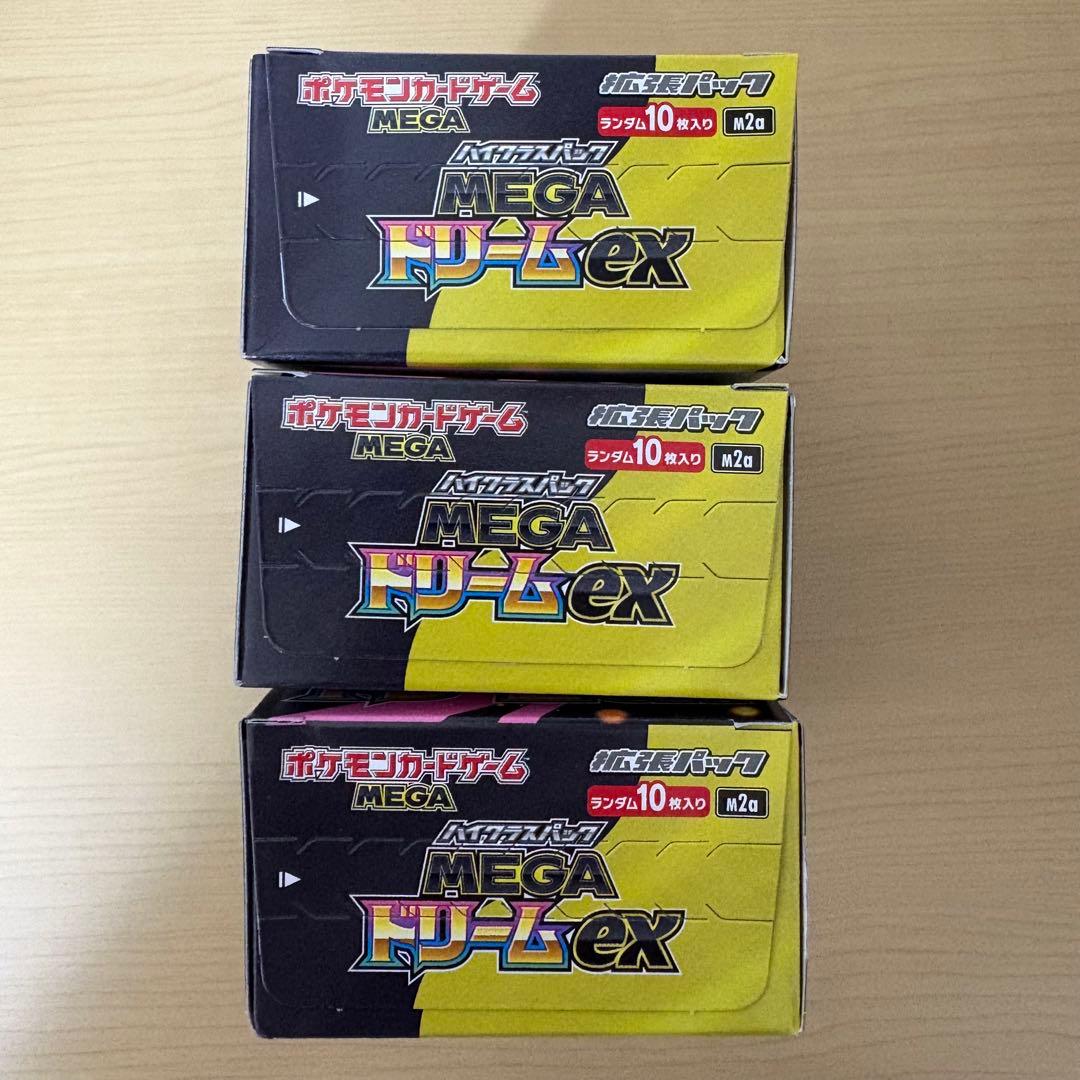 ポケモンカードゲーム
MEGA
拡張パック
ランダム10枚入り M2a
ハイクラスパック
MEGA
ドリームex
ポケモンカードゲーム
MEGA
拡張パック
ランダム10枚入り M2a
ハイクラスパック
MEGA
ドリームex
ポケモンカードゲーム
MEGA
拡張パック
ランダム10枚入り M2a
ハイクラスパック
MEGA
ドリームex